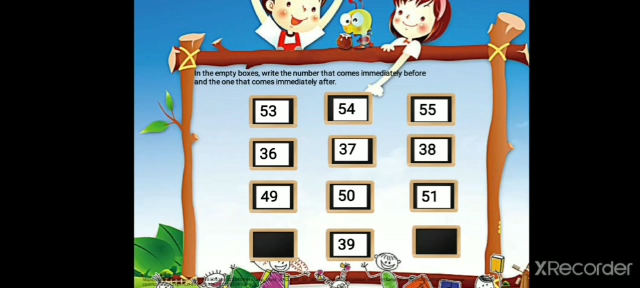 In the empty boxes, write the number that comes immediately before
and the one that comes immediately after.
53 54 55
36 37 38
49 50 51
39
XRecorder